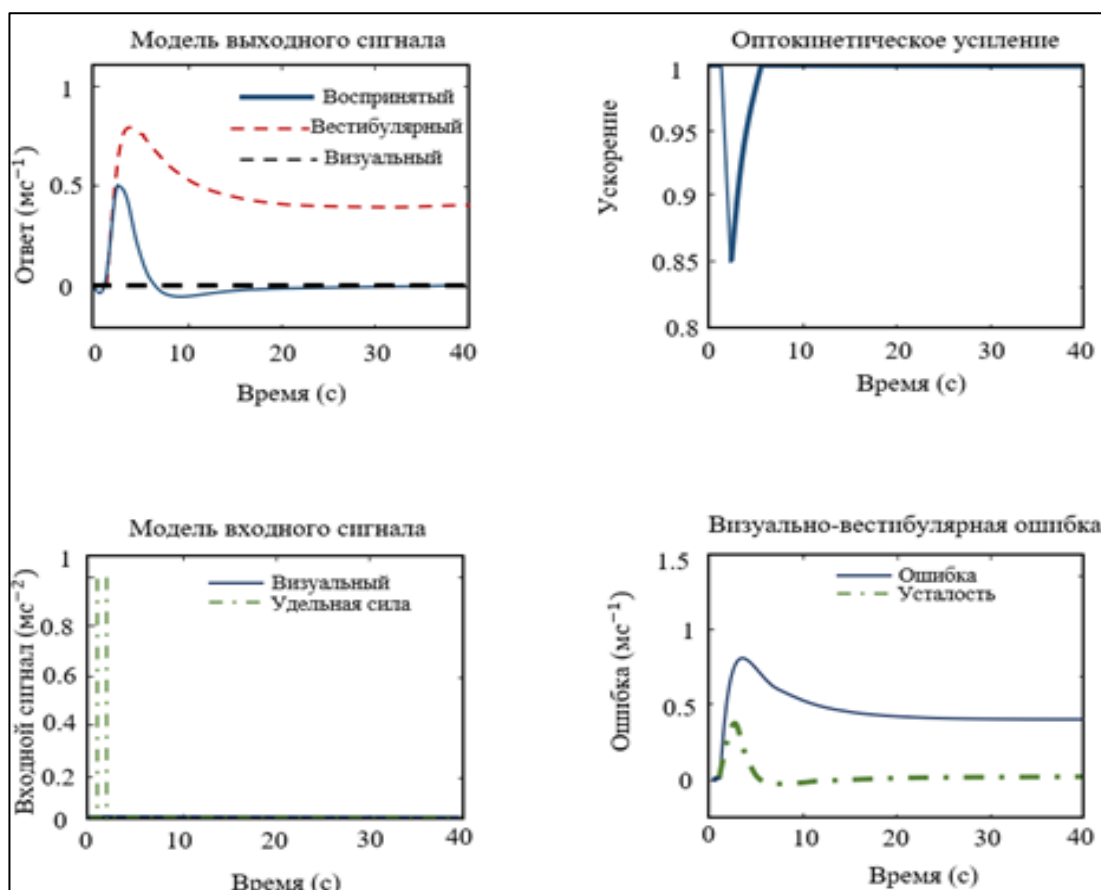 Модель выходного сигнала
1
0.5
0
Ответ (мс⁻¹)
Воспринятый
Вестибулярный
Визуальный
0 10 20 30 40
Время (с)
Оптокинетическое усиление
1
0.95
0.9
0.85
0.8
Ускорение
0 10 20 30 40
Время (с)
Модель входного сигнала
1
0.8
0.6
0.4
0.2
0
Входной сигнал (мс⁻²)
Визуальный
Удельная сила
0 10 20 30 40
Время (с)
Визуально-вестибулярная ошибка
1.5
1
0.5
0
Ошибка (мс⁻¹)
Ошибка
Усталость
0 10 20 30 40
Время (с)